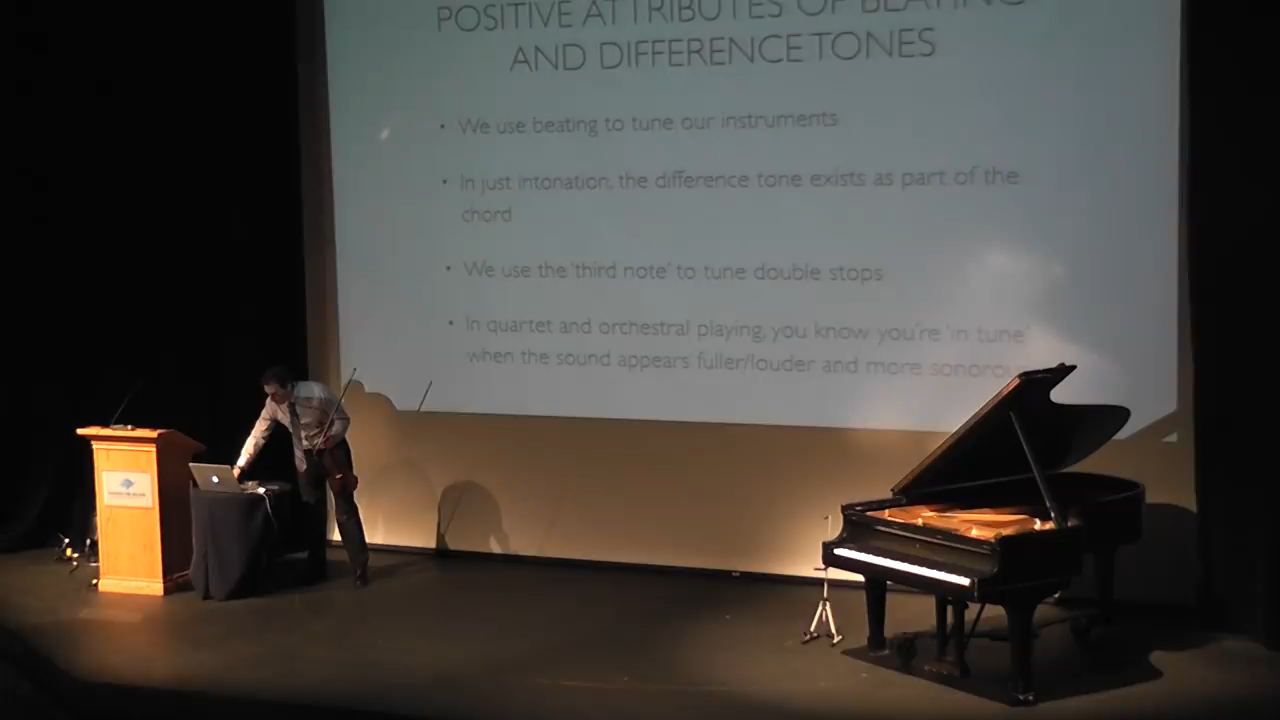 POSITIVE ATTRIBUTES OF BEATING
AND DIFFERENCE TONES
• We use beating to tune our instruments
• In just intonation, the difference tone exists as part of the
chord
• We use the 'third note' to tune double stops
• In quartet and orchestral playing, you know you're 'in tune'
when the sound appears fuller/louder and more